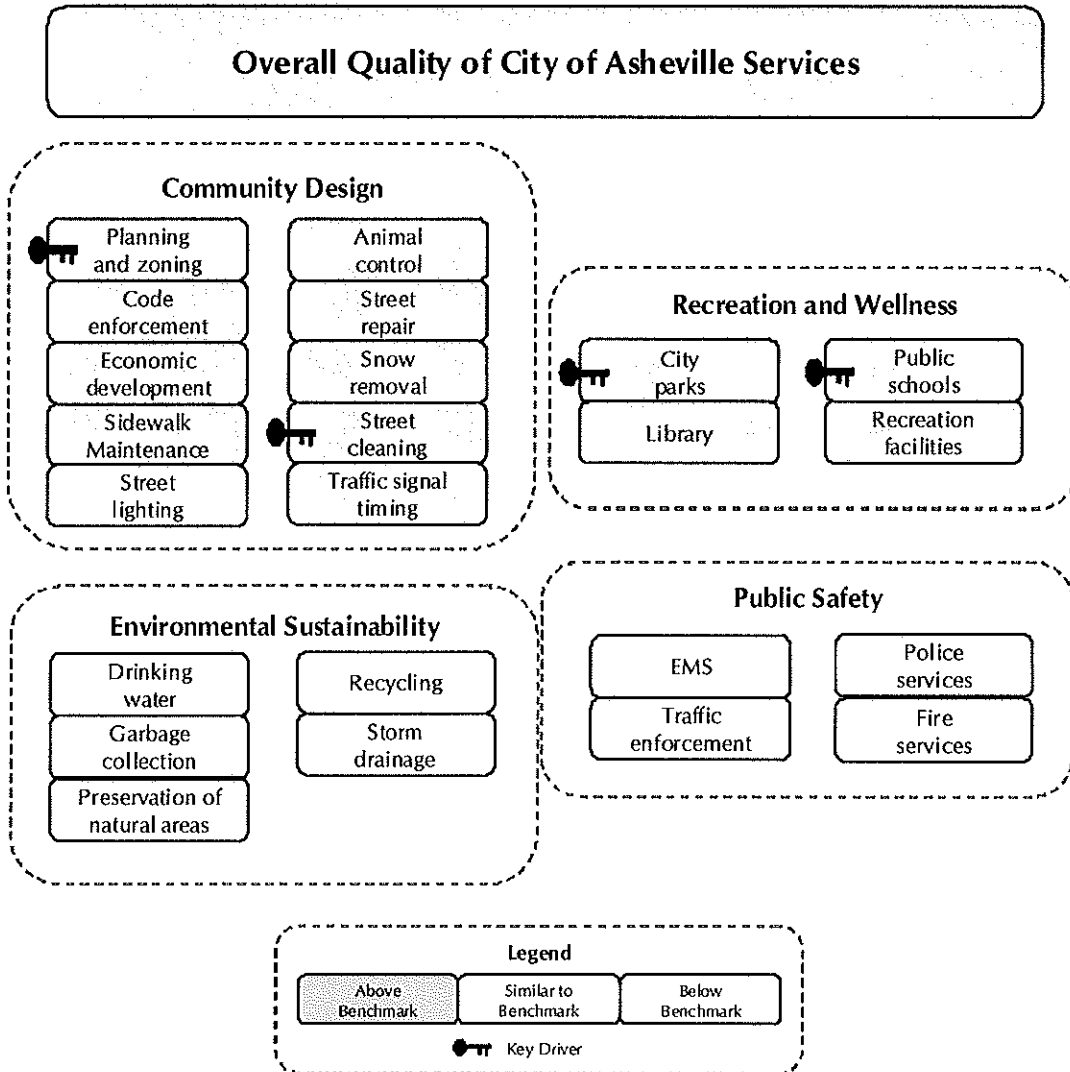 Overall Quality of City of Asheville Services
Community Design
Planning
and zoning
Code
enforcement
Economic
development
Sidewalk
Maintenance
Street
lighting
Animal
control
Street
repair
Snow
removal
Street
cleaning
Traffic signal
timing
Recreation and Wellness
City
parks
Library
Public
schools
Recreation
facilities
Environmental Sustainability
Drinking
water
Garbage
collection
Preservation of
natural areas
Recycling
Storm
drainage
Public Safety
EMS
Traffic
enforcement
Police
services
Fire
services
Legend
Above
Benchmark
Similar to
Benchmark
Below
Benchmark
Key Driver